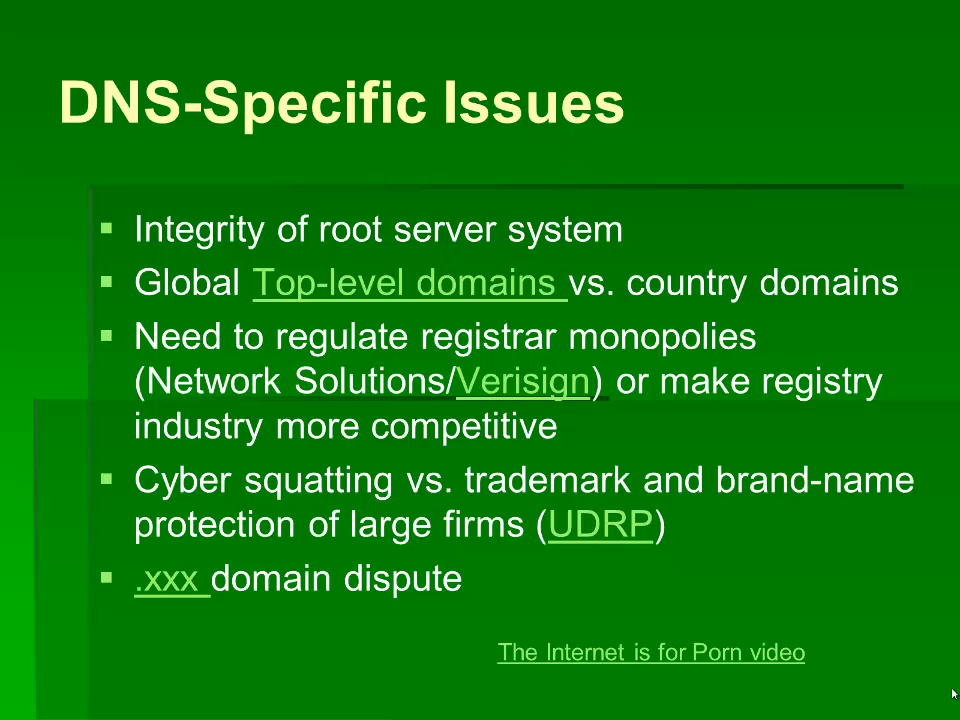 DNS-Specific Issues
Integrity of root server system
Global Top-level domains vs. country domains
Need to regulate registrar monopolies
(Network Solutions/Verisign) or make registry
industry more competitive
Cyber squatting vs. trademark and brand-name
protection of large firms (UDRP)
.xxx domain dispute
The Internet is for Porn video